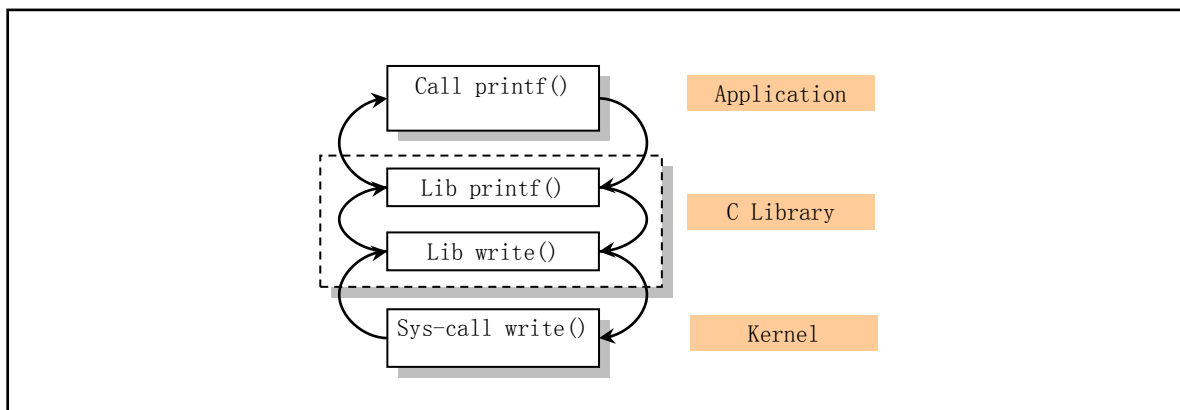 Call printf()
Application
Lib printf()
C Library
Lib write()
Sys-call write()
Kernel